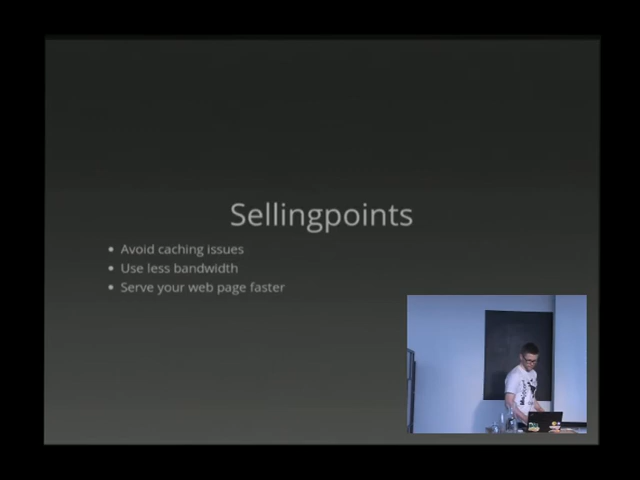 Sellingpoints
Avoid caching issues
Use less bandwidth
Serve your web page faster